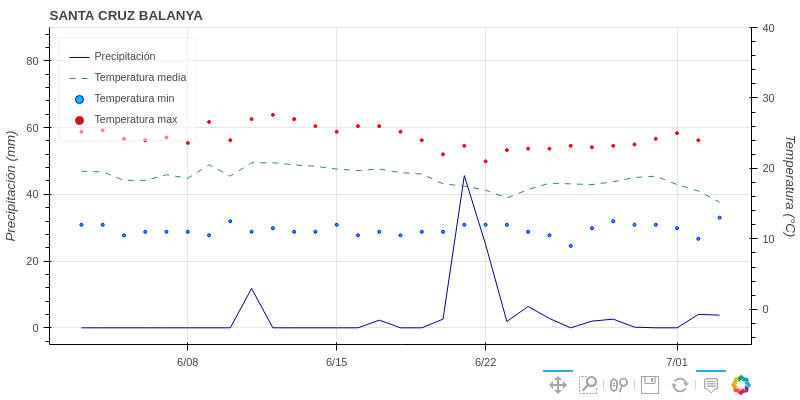 SANTA CRUZ BALANYA
Precipitación
Temperatura media
Temperatura min
Temperatura max
Precipitación (mm)
80
60
40
20
0
40
30
20
10
0
Temperatura (°C)
6/08
6/15
6/22
7/01